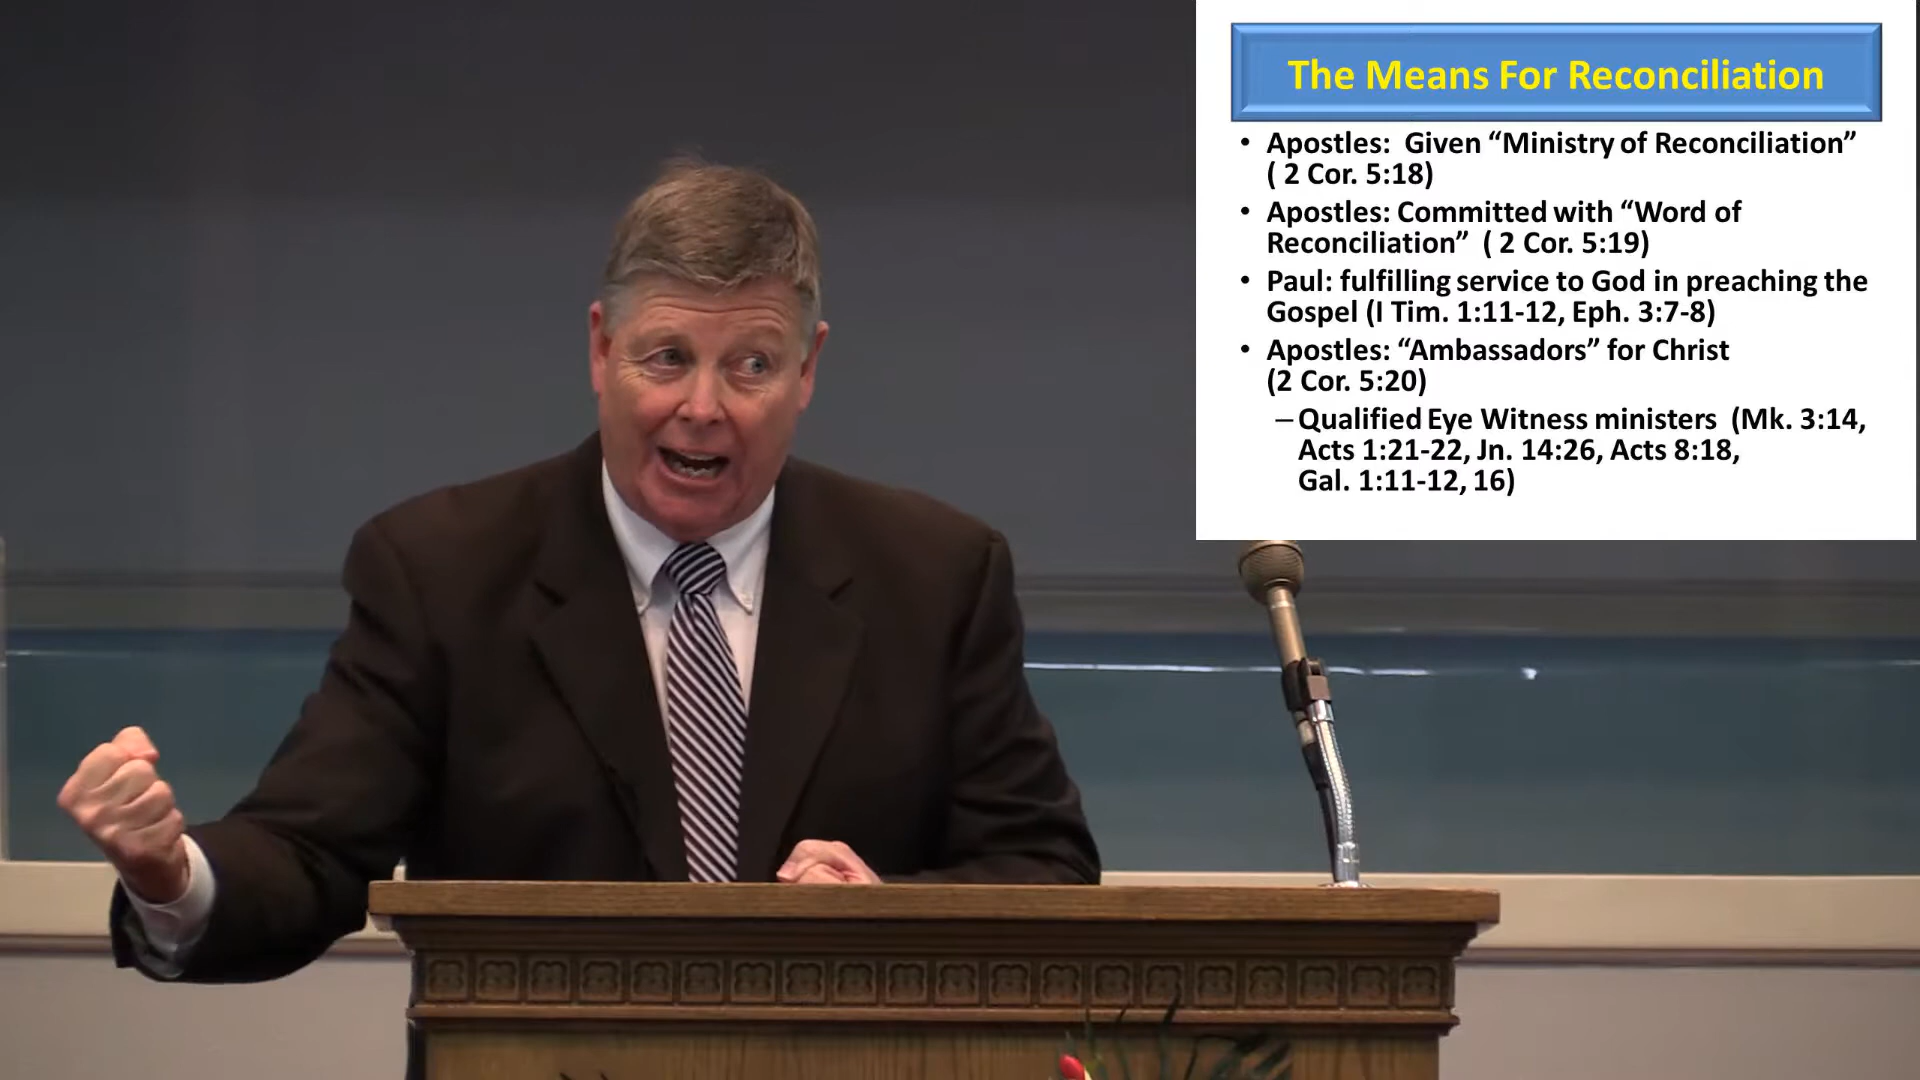 The Means For Reconciliation
• Apostles:  Given “Ministry of Reconciliation”
( 2 Cor. 5:18)
• Apostles: Committed with “Word of
Reconciliation”  ( 2 Cor. 5:19)
• Paul: fulfilling service to God in preaching the
Gospel (I Tim. 1:11-12, Eph. 3:7-8)
• Apostles: “Ambassadors” for Christ
(2 Cor. 5:20)
– Qualified Eye Witness ministers  (Mk. 3:14,
Acts 1:21-22, Jn. 14:26, Acts 8:18,
Gal. 1:11-12, 16)